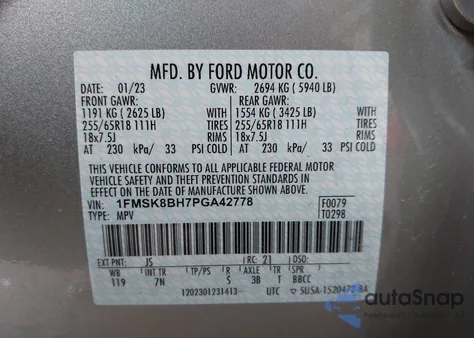 MFD. BY FORD MOTOR CO.
DATE: 01/23 GVWR: 2694 KG ( 5940 LB)
FRONT GAWR: REAR GAWR:
1191 KG ( 2625 LB) WITH 1554 KG ( 3425 LB) WITH
255/65R18 111H TIRES 255/65R18 111H TIRES
18x7.5J RIMS 18x7.5J RIMS
AT 230 kPa/ 33 PSI COLD AT 230 kPa/ 33 PSI COLD
THIS VEHICLE CONFORMS TO ALL APPLICABLE FEDERAL MOTOR
VEHICLE SAFETY AND THEFT PREVENTION STANDARDS IN EFFECT
ON THE DATE OF MANUFACTURE SHOWN ABOVE.
VIN: 1FMSK8BH7PGA42778 F0079
TYPE: MPV T0298
EXT PNT: JS RC: 21 DSO:
WB INT TR TP/PS R AXLE TR SPR
119 7N S 3B T BBCC
1202301231413 UTC 5U5A-1520472-BA
autoSnap